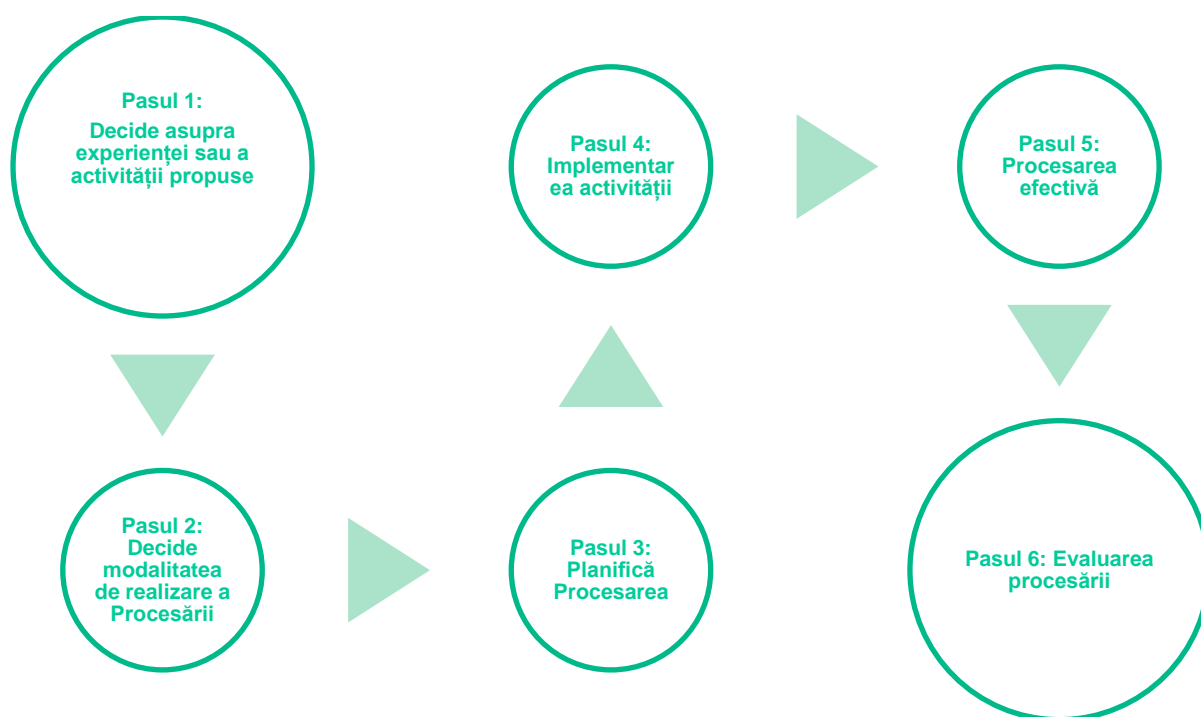 Pasul 1:
Decide asupra
experienței sau a
activității propuse
Pasul 2:
Decide
modalitatea
de realizare a
Procesării
Pasul 3:
Planifică
Procesarea
Pasul 4:
Implementar
ea activității
Pasul 5:
Procesarea
efectivă
Pasul 6: Evaluarea
procesării